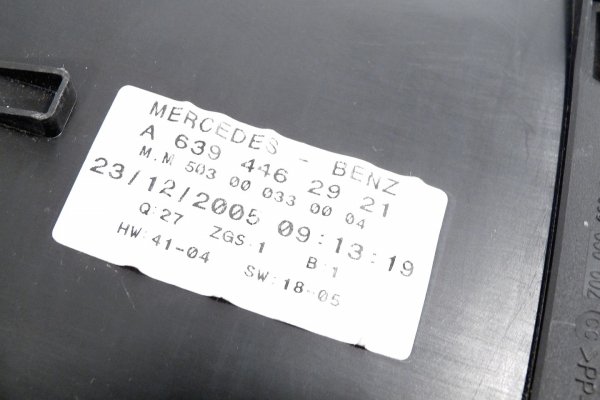 MERCEDES - BENZ
A 639 446 29 21
M.M 503 00 033 00 04
23/12/2005 09:13:19
Q:27 ZGS:1 B:1
HW:41-04 SW:18-05
>PP-